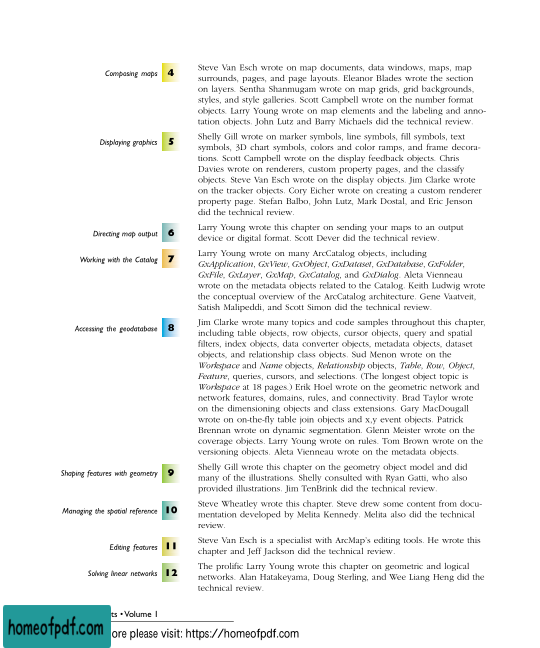 Composing maps 4 Steve Van Esch wrote on map documents, data windows, maps, map
surrounds, pages, and page layouts. Eleanor Blades wrote the section
on layers. Sentha Shanmugam wrote on map grids, grid backgrounds,
styles, and style galleries. Scott Campbell wrote on the number format
objects. Larry Young wrote on map elements and the labeling and anno-
tation objects. John Lutz and Barry Michaels did the technical review.
Displaying graphics 5 Shelly Gill wrote on marker symbols, line symbols, fill symbols, text
symbols, 3D chart symbols, colors and color ramps, and frame decora-
tions. Scott Campbell wrote on the display feedback objects. Chris
Davies wrote on renderers, custom property pages, and the classify
objects. Steve Van Esch wrote on the display objects. Jim Clarke wrote
on the tracker objects. Cory Eicher wrote on creating a custom renderer
property page. Stefan Balbo, John Lutz, Mark Dostal, and Eric Jenson
did the technical review.
Directing map output 6 Larry Young wrote this chapter on sending your maps to an output
device or digital format. Scott Dever did the technical review.
Working with the Catalog 7 Larry Young wrote on many ArcCatalog objects, including
GxApplication, GxView, GxObject, GxDataset, GxDatabase, GxFolder,
GxFile, GxLayer, GxMap, GxCatalog, and GxDialog. Aleta Vienneau
wrote on the metadata objects related to the Catalog. Keith Ludwig wrote
the conceptual overview of the ArcCatalog architecture. Gene Vaatveit,
Satish Malipeddi, and Scott Simon did the technical review.
Accessing the geodatabase 8 Jim Clarke wrote many topics and code samples throughout this chapter,
including table objects, row objects, cursor objects, query and spatial
filters, index objects, data converter objects, metadata objects, dataset
objects, and relationship class objects. Sud Menon wrote on the
Workspace and Name objects, Relationship objects, Table, Row, Object,
Feature, queries, cursors, and selections. (The longest object topic is
Workspace at 18 pages.) Erik Hoel wrote on the geometric network and
network features, domains, rules, and connectivity. Brad Taylor wrote
on the dimensioning objects and class extensions. Gary MacDougall
wrote on on-the-fly table join objects and x,y event objects. Patrick
Brennan wrote on dynamic segmentation. Glenn Meister wrote on the
coverage objects. Larry Young wrote on rules. Tom Brown wrote on the
versioning objects. Aleta Vienneau wrote on the metadata objects.
Shaping features with geometry 9 Shelly Gill wrote this chapter on the geometry object model and did
many of the illustrations. Shelly consulted with Ryan Gatti, who also
provided illustrations. Jim TenBrink did the technical review.
Managing the spatial reference 10 Steve Wheatley wrote this chapter. Steve drew some content from docu-
mentation developed by Melita Kennedy. Melita also did the technical
review.
Editing features 11 Steve Van Esch is a specialist with ArcMap's editing tools. He wrote this
chapter and Jeff Jackson did the technical review.
Solving linear networks 12 The prolific Larry Young wrote this chapter on geometric and logical
networks. Alan Hatakeyama, Doug Sterling, and Wee Liang Heng did the
technical review.
ts • Volume 1
homeofpdf.com ore please visit: https://homeofpdf.com